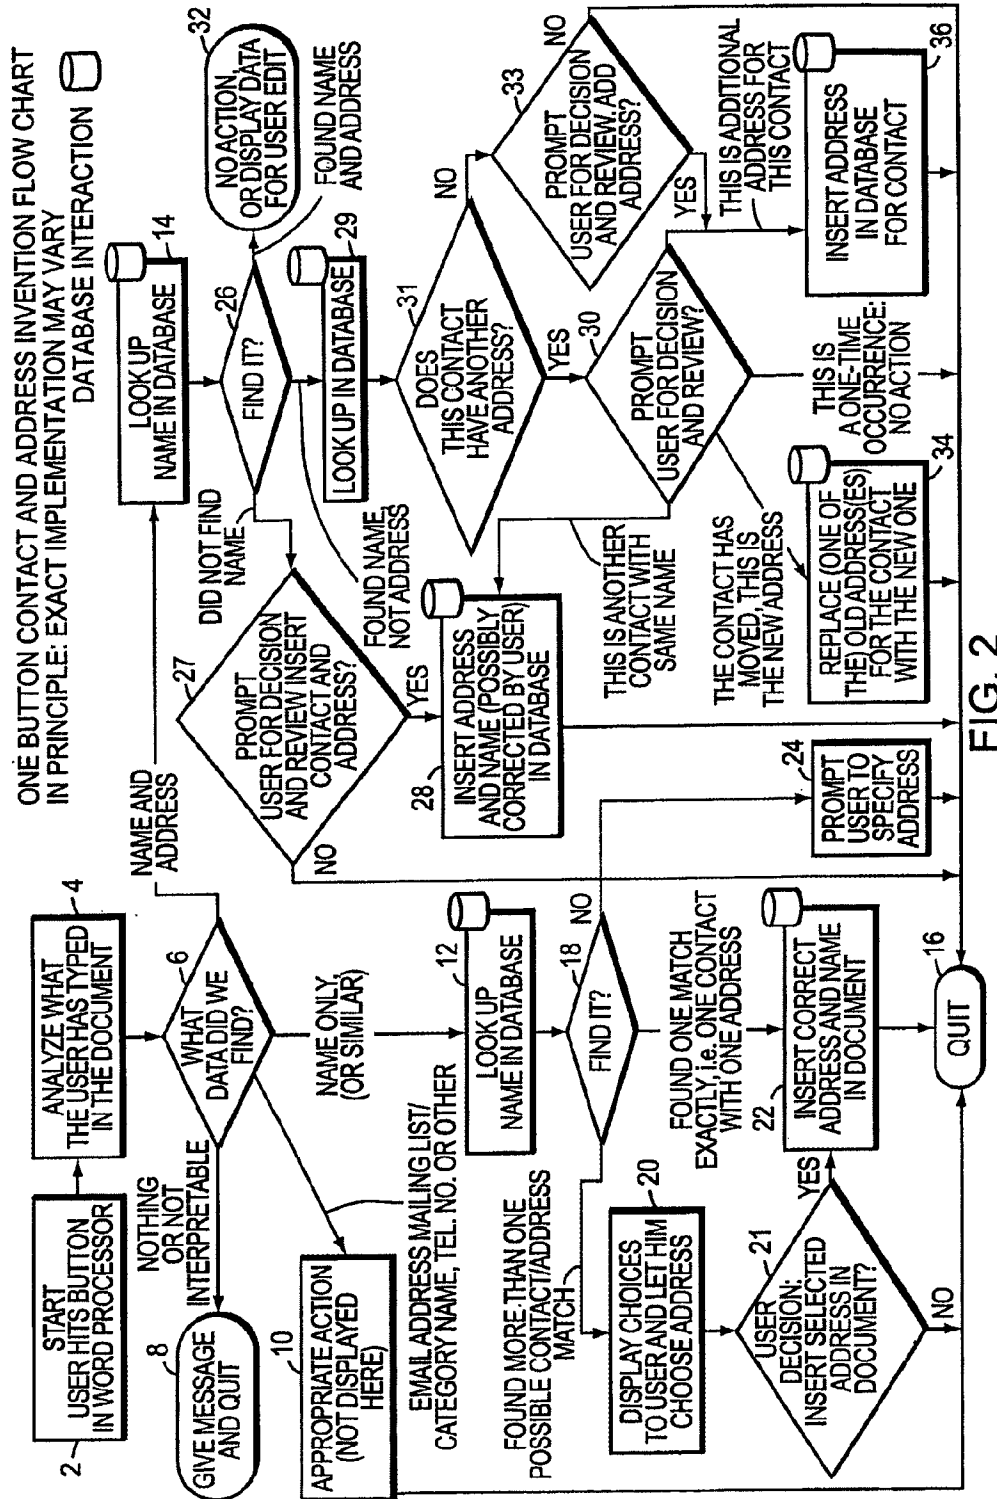 ONE BUTTON CONTACT AND ADDRESS INVENTION FLOW CHART
IN PRINCIPLE: EXACT IMPLEMENTATION MAY VARY
DATABASE INTERACTION
START
USER HITS BUTTON
IN WORD PROCESSOR
2
ANALYZE WHAT
THE USER HAS TYPED
IN THE DOCUMENT
4
WHAT
DATA DID WE
FIND?
6
NOTHING
OR NOT
INTERPRETABLE
GIVE MESSAGE
AND QUIT
8
APPROPRIATE ACTION
(NOT DISPLAYED
HERE)
10
EMAIL ADDRESS MAILING LIST/
CATEGORY NAME, TEL. NO. OR OTHER
NAME ONLY,
(OR SIMILAR)
NAME AND
ADDRESS
LOOK UP
NAME IN DATABASE
12
FIND IT?
18
NO
FOUND MORE THAN ONE
POSSIBLE CONTACT/ADDRESS
MATCH
FOUND ONE MATCH
EXACTLY, i.e. ONE CONTACT
WITH ONE ADDRESS
DISPLAY CHOICES
TO USER AND LET HIM
CHOOSE ADDRESS
20
USER
DECISION:
INSERT SELECTED
ADDRESS IN
DOCUMENT?
21
YES
NO
INSERT CORRECT
ADDRESS AND NAME
IN DOCUMENT
22
PROMPT
USER TO
SPECIFY
ADDRESS
24
QUIT
16
LOOK UP
NAME IN DATABASE
14
FIND IT?
26
DID NOT FIND
NAME
FOUND NAME,
NOT ADDRESS
FOUND NAME
AND ADDRESS
NO ACTION,
OR DISPLAY DATA
FOR USER EDIT
32
PROMPT
USER FOR DECISION
AND REVIEW INSERT
CONTACT AND
ADDRESS?
27
YES
NO
INSERT ADDRESS
AND NAME (POSSIBLY
CORRECTED BY USER)
IN DATABASE
28
LOOK UP IN DATABASE
29
DOES
THIS CONTACT
HAVE ANOTHER
ADDRESS?
31
NO
YES
PROMPT
USER FOR DECISION
AND REVIEW?
30
PROMPT
USER FOR DECISION
AND REVIEW. ADD
ADDRESS?
33
NO
YES
THIS IS ANOTHER
CONTACT WITH
SAME NAME
THE CONTACT HAS
MOVED, THIS IS
THE NEW ADDRESS
THIS IS
A ONE-TIME
OCCURRENCE:
NO ACTION
THIS IS ADDITIONAL
ADDRESS FOR
THIS CONTACT
REPLACE (ONE OF
THE) OLD ADDRESS(ES)
FOR THE CONTACT
WITH THE NEW ONE
34
INSERT ADDRESS
IN DATABASE
FOR CONTACT
36
FIG. 2